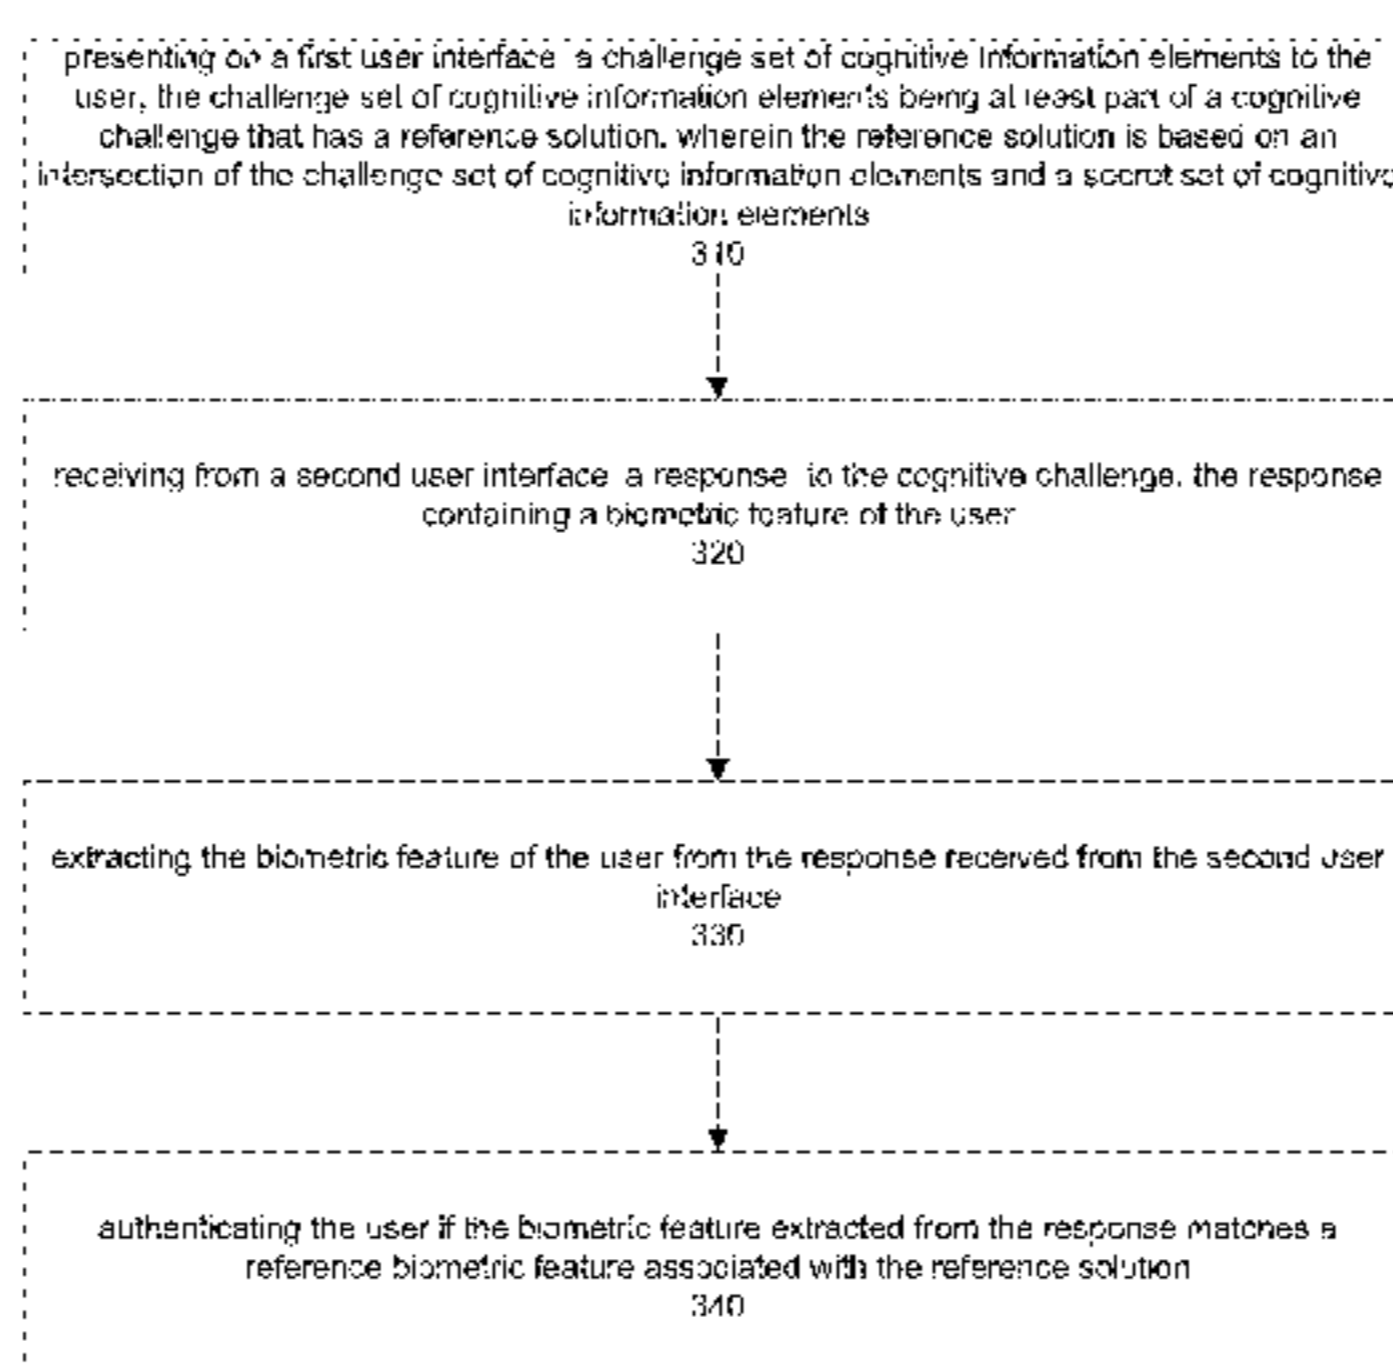 presenting on a first user interface a challenge set of cognitive information elements to the
user, the challenge set of cognitive information elements being at least part of a cognitive
challenge that has a reference solution, wherein the reference solution is based on an
intersection of the challenge set of cognitive information elements and a secret set of cognitive
information elements
310
receiving from a second user interface a response to the cognitive challenge, the response
containing a biometric feature of the user
320
extracting the biometric feature of the user from the response received from the second user
interface
330
authenticating the user if the biometric feature extracted from the response matches a
reference biometric feature associated with the reference solution
340